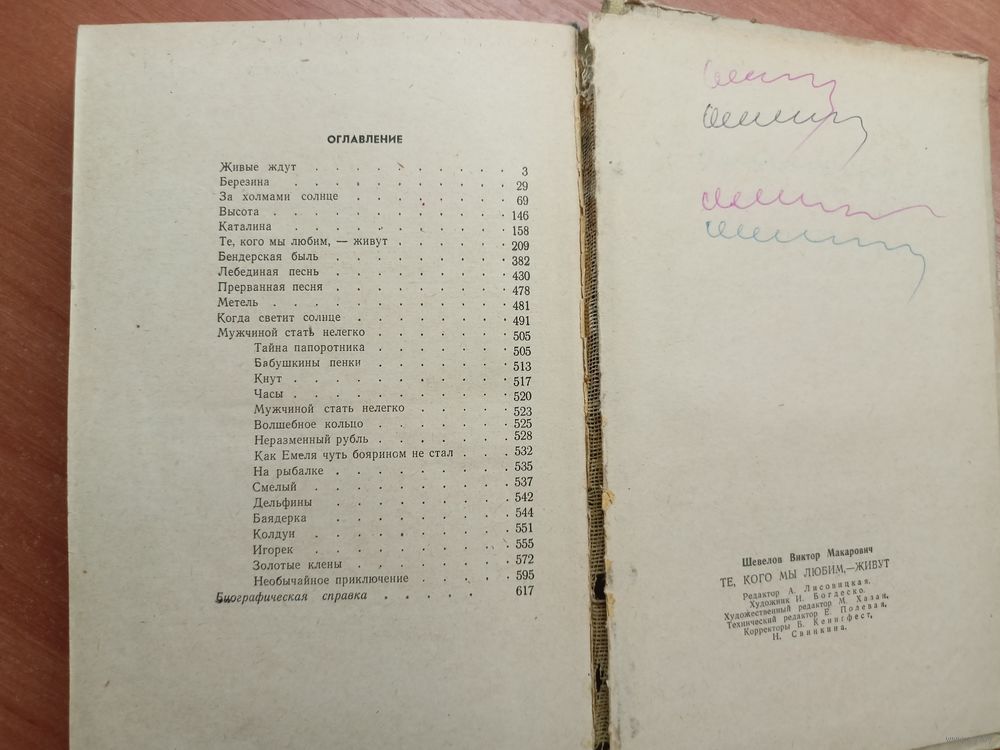 ОГЛАВЛЕНИЕ
Живые ждут . . . . . . . . . . 3
Березина . . . . . . . . . . . 29
За холмами солнце . . . . . . . . 69
Высота . . . . . . . . . . . . 146
Каталина . . . . . . . . . . . 158
Те, кого мы любим, — живут . . . . . . 209
Бендерская быль . . . . . . . . . 382
Лебединая песнь . . . . . . . . . 430
Прерванная песня . . . . . . . . . 478
Метель . . . . . . . . . . . . 481
Когда светит солнце . . . . . . . . 491
Мужчиной стать нелегко . . . . . . . 505
Тайна папоротника . . . . . . . 505
Бабушкины пенки . . . . . . . 513
Кнут . . . . . . . . . . . 517
Часы . . . . . . . . . . . 520
Мужчиной стать нелегко . . . . . 523
Волшебное кольцо . . . . . . . 525
Неразменный рубль . . . . . . . 528
Как Емеля чуть боярином не стал . . . 532
На рыбалке . . . . . . . . . 535
Смелый . . . . . . . . . . 537
Дельфины . . . . . . . . . 542
Баядерка . . . . . . . . . 544
Колдун . . . . . . . . . . 551
Игорек . . . . . . . . . . 555
Золотые клены . . . . . . . . 572
Необычайное приключение . . . . . 595
Биографическая справка . . . . . 617
Шевелов Виктор Макарович
ТЕ, КОГО МЫ ЛЮБИМ,—ЖИВУТ
Редактор А. Лисовицкая.
Художник И. Богдеско.
Художественный редактор М. Хазан,
Технический редактор Е. Полевая,
Корректоры Б. Кенигфест,
Н. Свинкина.